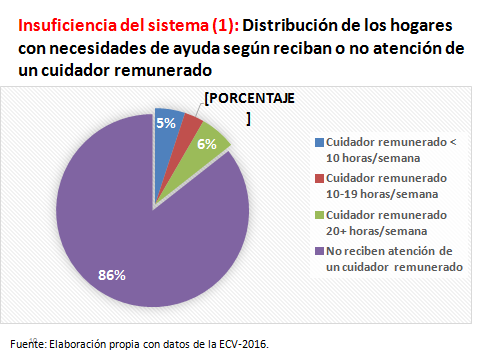 Insuficiencia del sistema (1): Distribución de los hogares
con necesidades de ayuda según reciban o no atención de
un cuidador remunerado
[PORCENTAJE
]
5%
6%
86%
Cuidador remunerado <
10 horas/semana
Cuidador remunerado
10-19 horas/semana
Cuidador remunerado
20+ horas/semana
No reciben atención de
un cuidador remunerado
Fuente: Elaboración propia con datos de la ECV-2016.